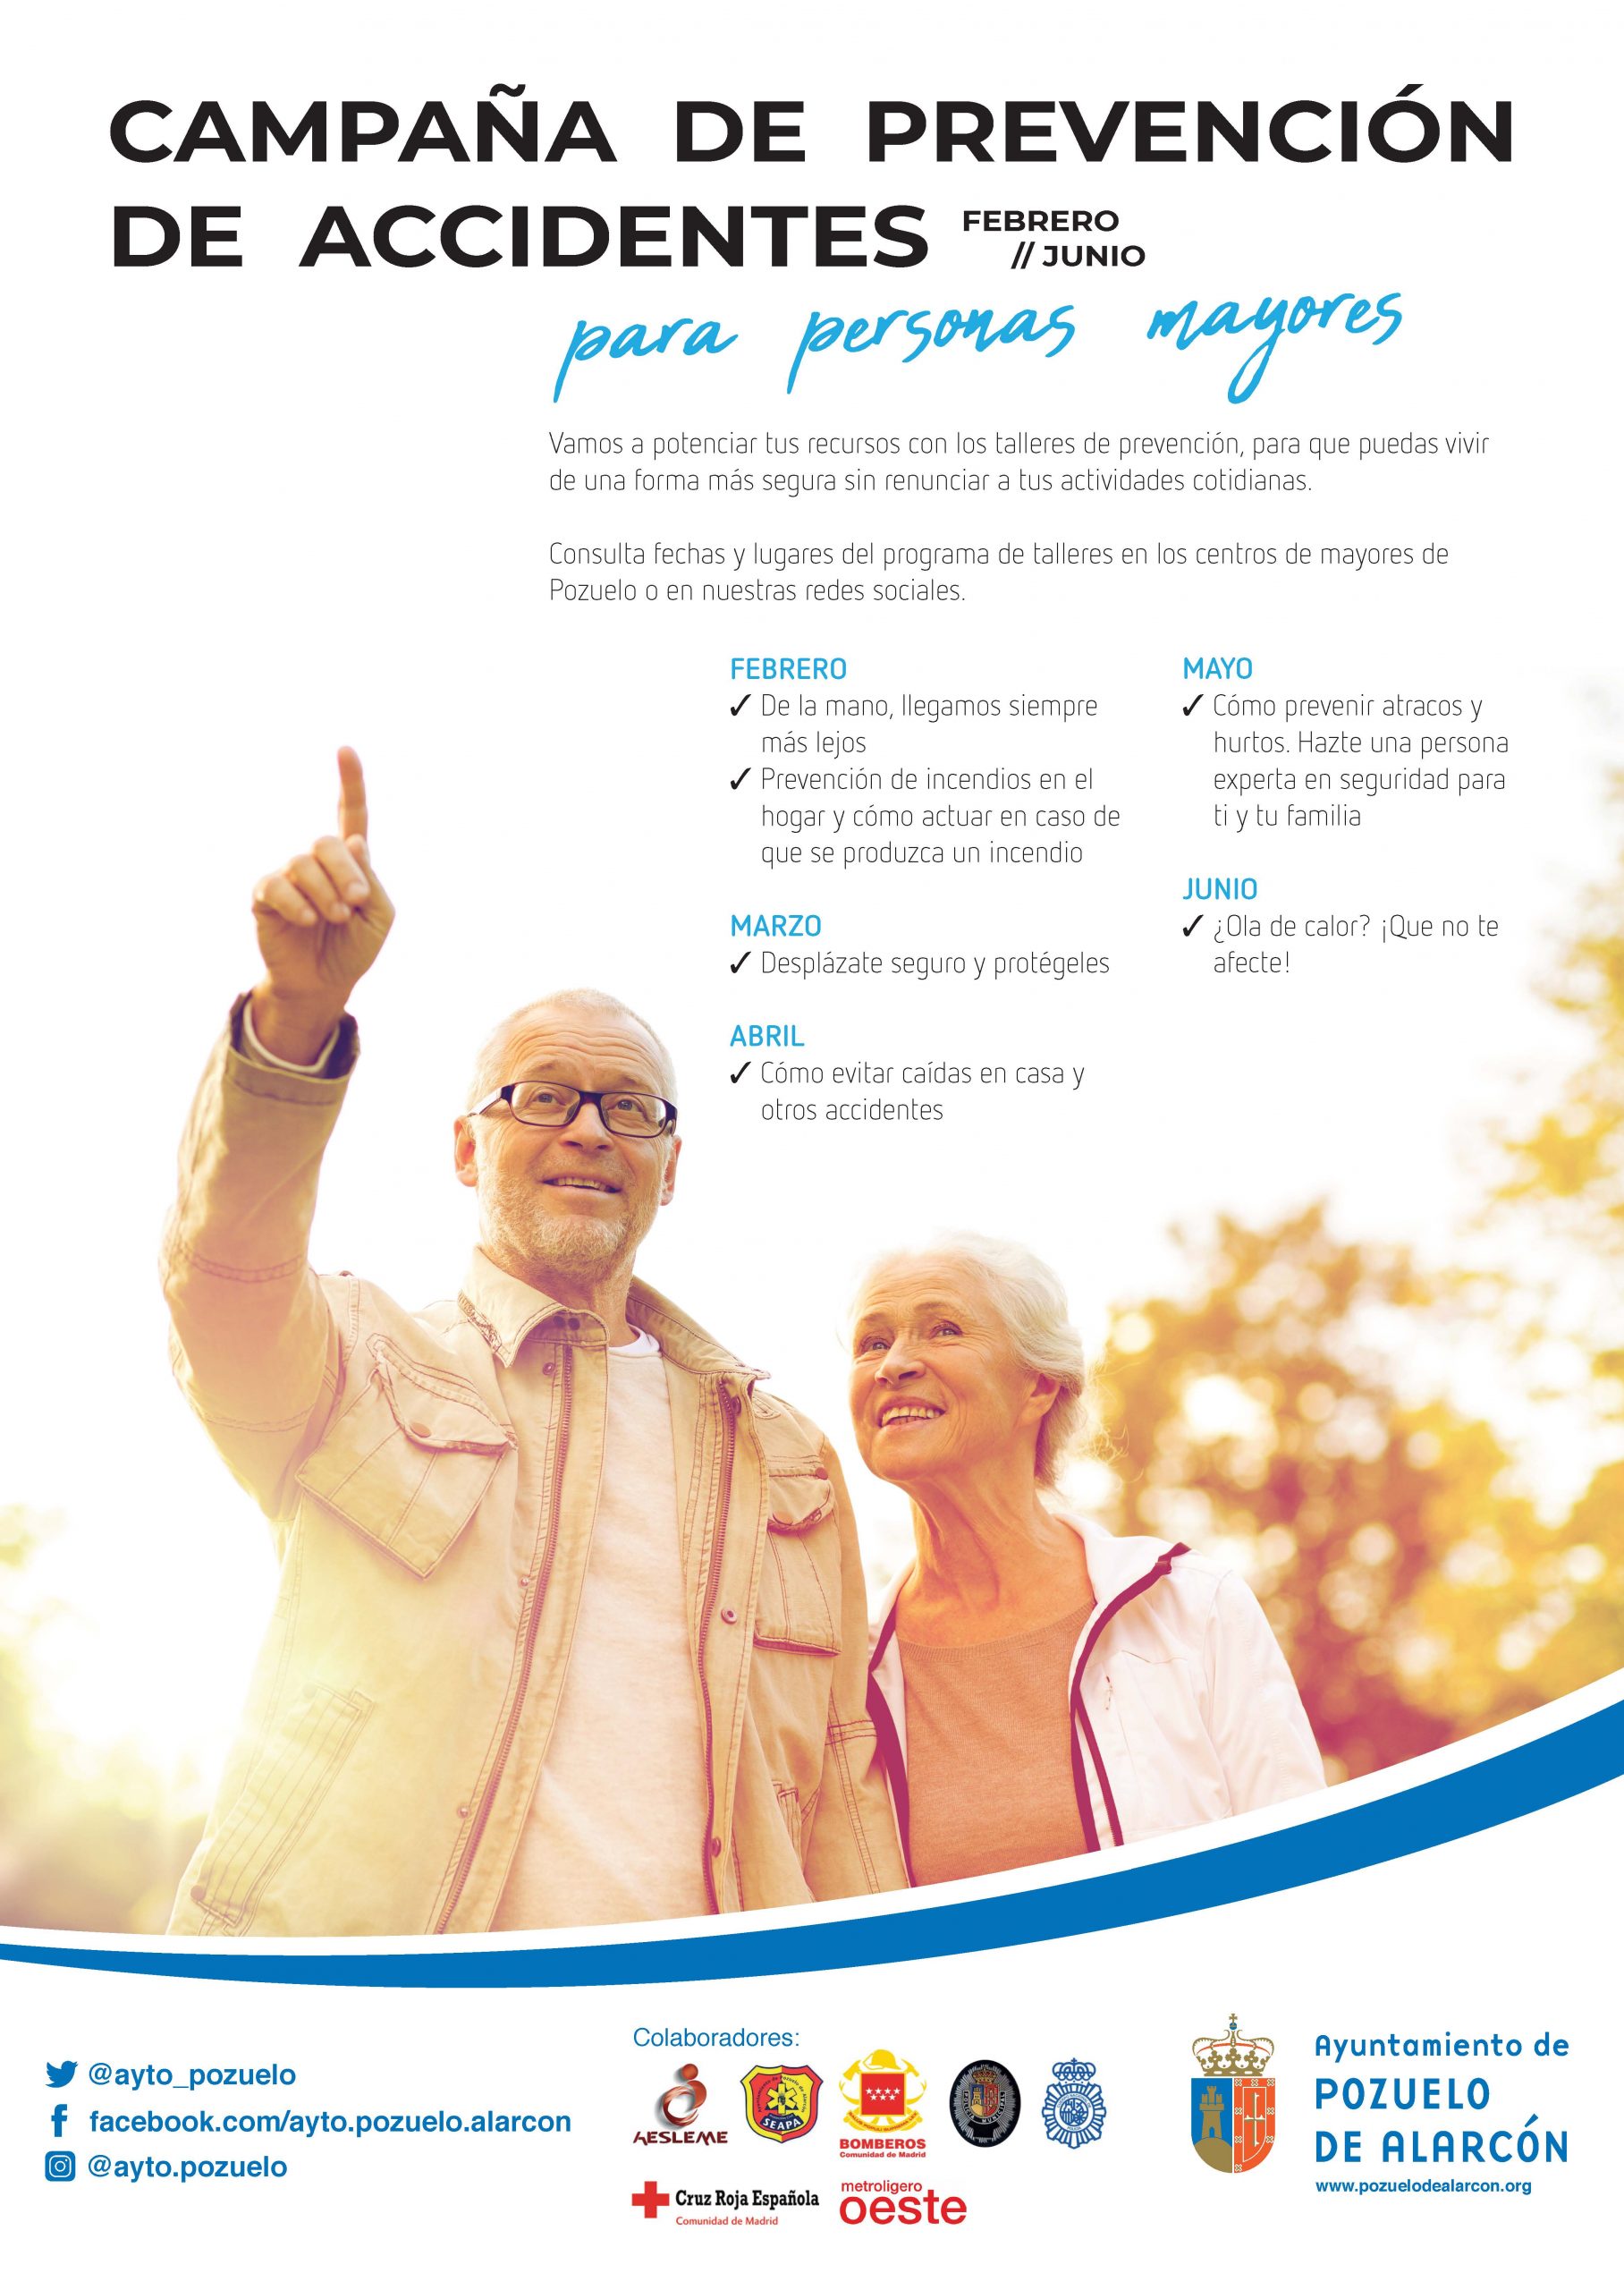 CAMPAÑA DE PREVENCIÓN
DE ACCIDENTES
FEBRERO
// JUNIO
para personas mayores
Vamos a potenciar tus recursos con los talleres de prevención, para que puedas vivir
de una forma más segura sin renunciar a tus actividades cotidianas.
Consulta fechas y lugares del programa de talleres en los centros de mayores de
Pozuelo o en nuestras redes sociales.
FEBRERO
✓ De la mano, llegamos siempre
más lejos
✓ Prevención de incendios en el
hogar y cómo actuar en caso de
que se produzca un incendio
MARZO
✓ Desplázate seguro y protégeles
ABRIL
✓ Cómo evitar caídas en casa y
otros accidentes
MAYO
✓ Cómo prevenir atracos y
hurtos. Hazte una persona
experta en seguridad para
ti y tu familia
JUNIO
✓ ¿Ola de calor? ¡Que no te
afecte!
@ayto_pozuelo
facebook.com/ayto.pozuelo.alarcon
@ayto.pozuelo
Colaboradores:
AESLEME
SEAPA
BOMBEROS
Comunidad de Madrid
Cruz Roja Española
Comunidad de Madrid
metroligero
oeste
Ayuntamiento de
POZUELO
DE ALARCÓN
www.pozuelodealarcon.org